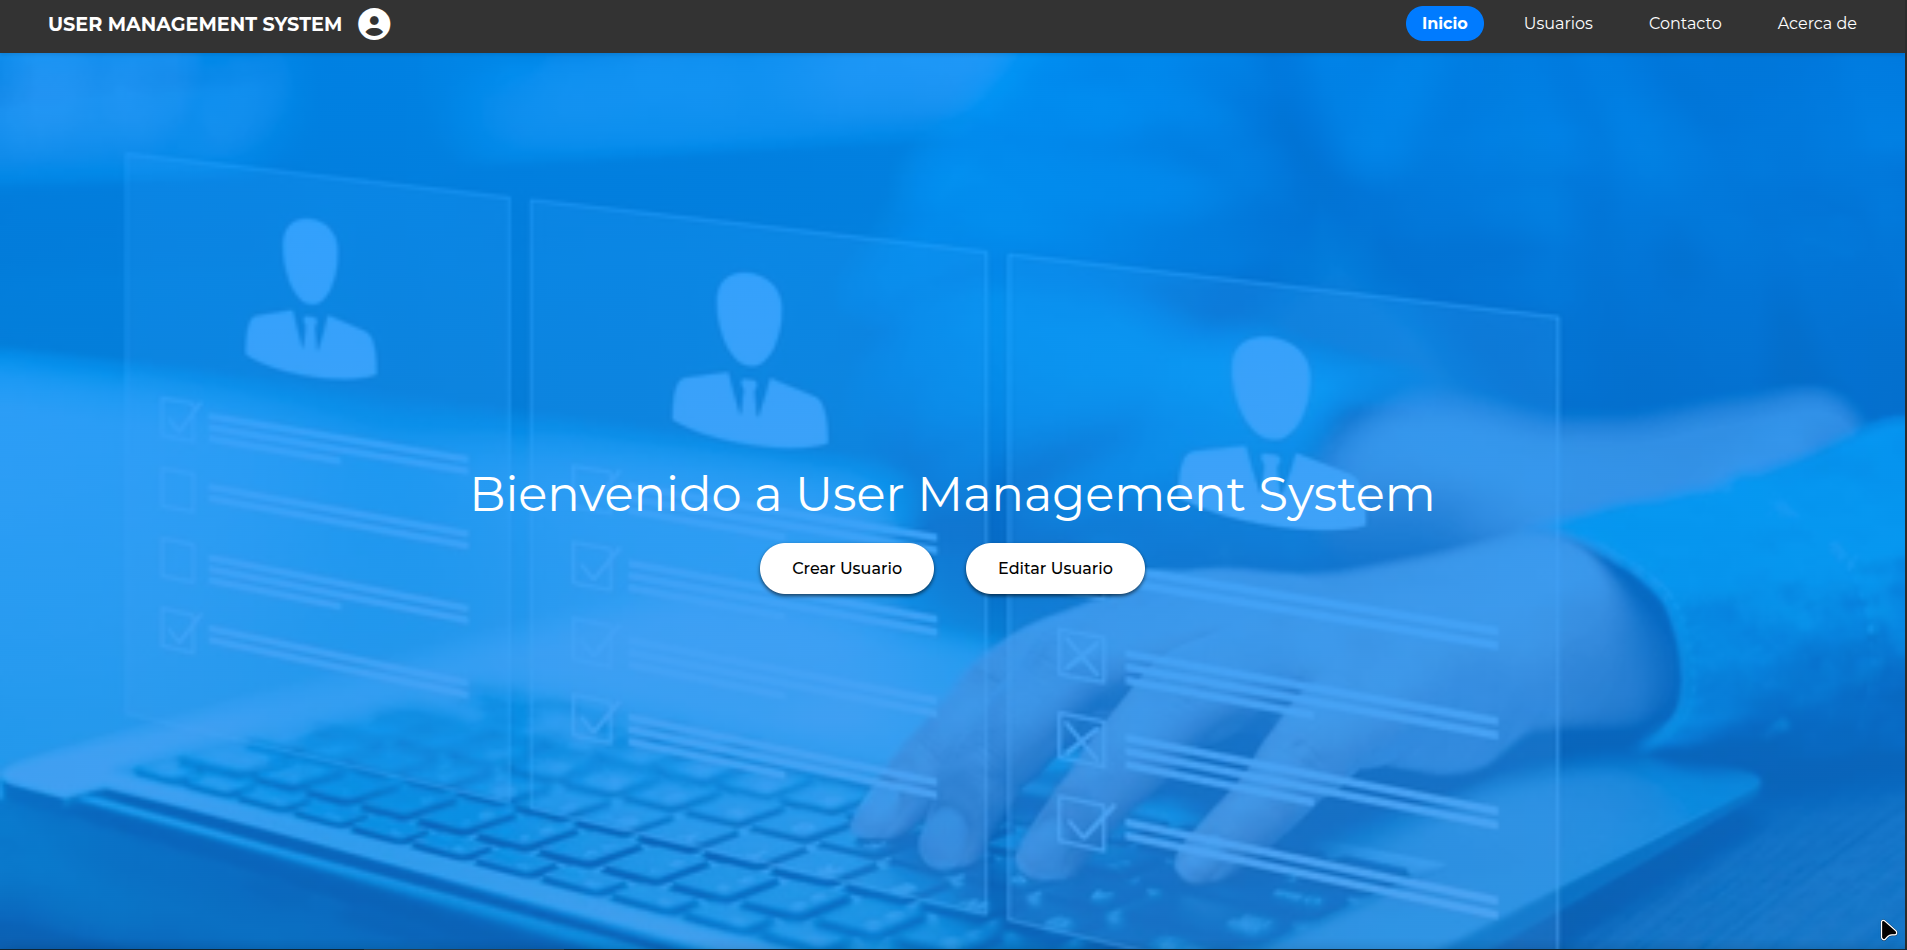 USER MANAGEMENT SYSTEM
Inicio
Usuarios
Contacto
Acerca de
Bienvenido a User Management System
Crear Usuario
Editar Usuario